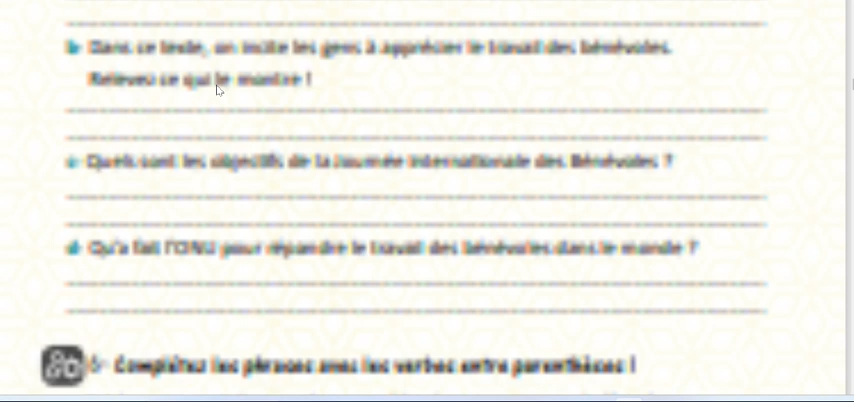 b- Dans ce texte, on incite les gens à apprécier le travail des bénévoles.
Relevez ce qui le montre !
c- Quels sont les objectifs de la Journée Internationale des Bénévoles ?
d- Qu'a fait l'ONU pour répandre le travail des bénévoles dans le monde ?
5- Complétez les phrases avec les verbes entre parenthèses !